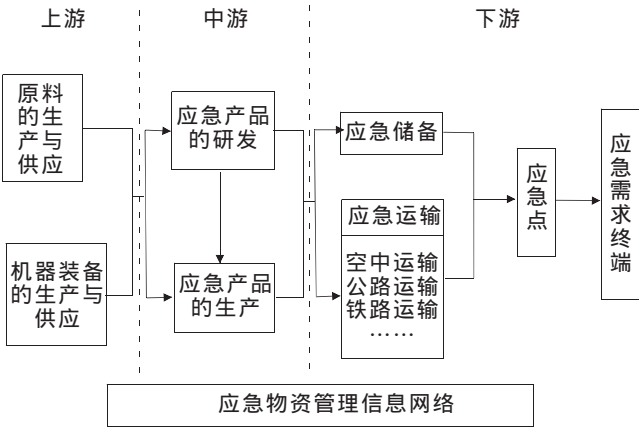 上游
中游
下游
原料
的生
产与
供应
机器装备
的生产与
供应
应急产品
的研发
应急产品
的生产
应急储备
应急运输
空中运输
公路运输
铁路运输
……
应
急
点
应
急
需
求
终
端
应急物资管理信息网络